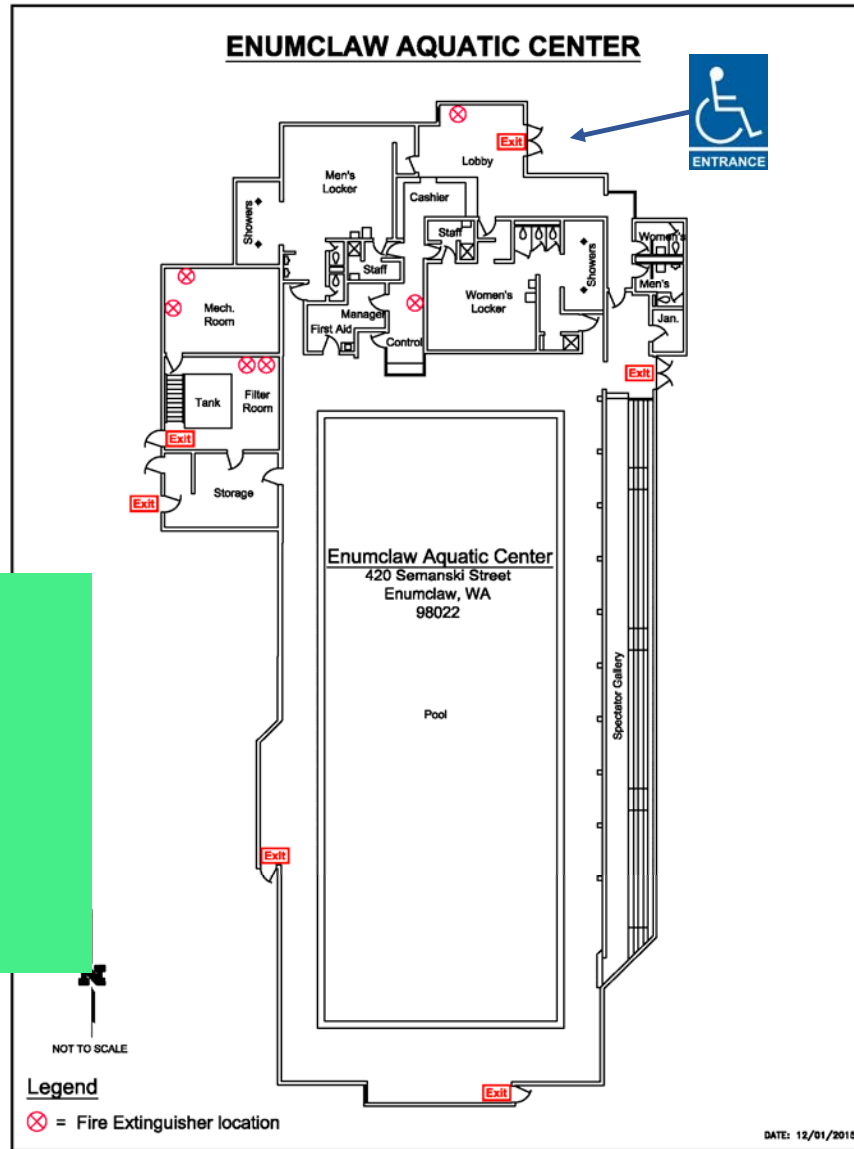 ENUMCLAW AQUATIC CENTER
ENTRANCE
Exit
Lobby
Men's
Locker
Cashier
Showers
Staff
Women's
Staff
Showers
Men's
Mech.
Room
Manager
Women's
Locker
First Aid
Jan.
Control
Exit
Tank
Filter
Room
Exit
Storage
Exit
Enumclaw Aquatic Center
420 Semanski Street
Enumclaw, WA
98022
Spectator Gallery
Pool
Exit
N
NOT TO SCALE
Legend
Exit
= Fire Extinguisher location
DATE: 12/01/2015